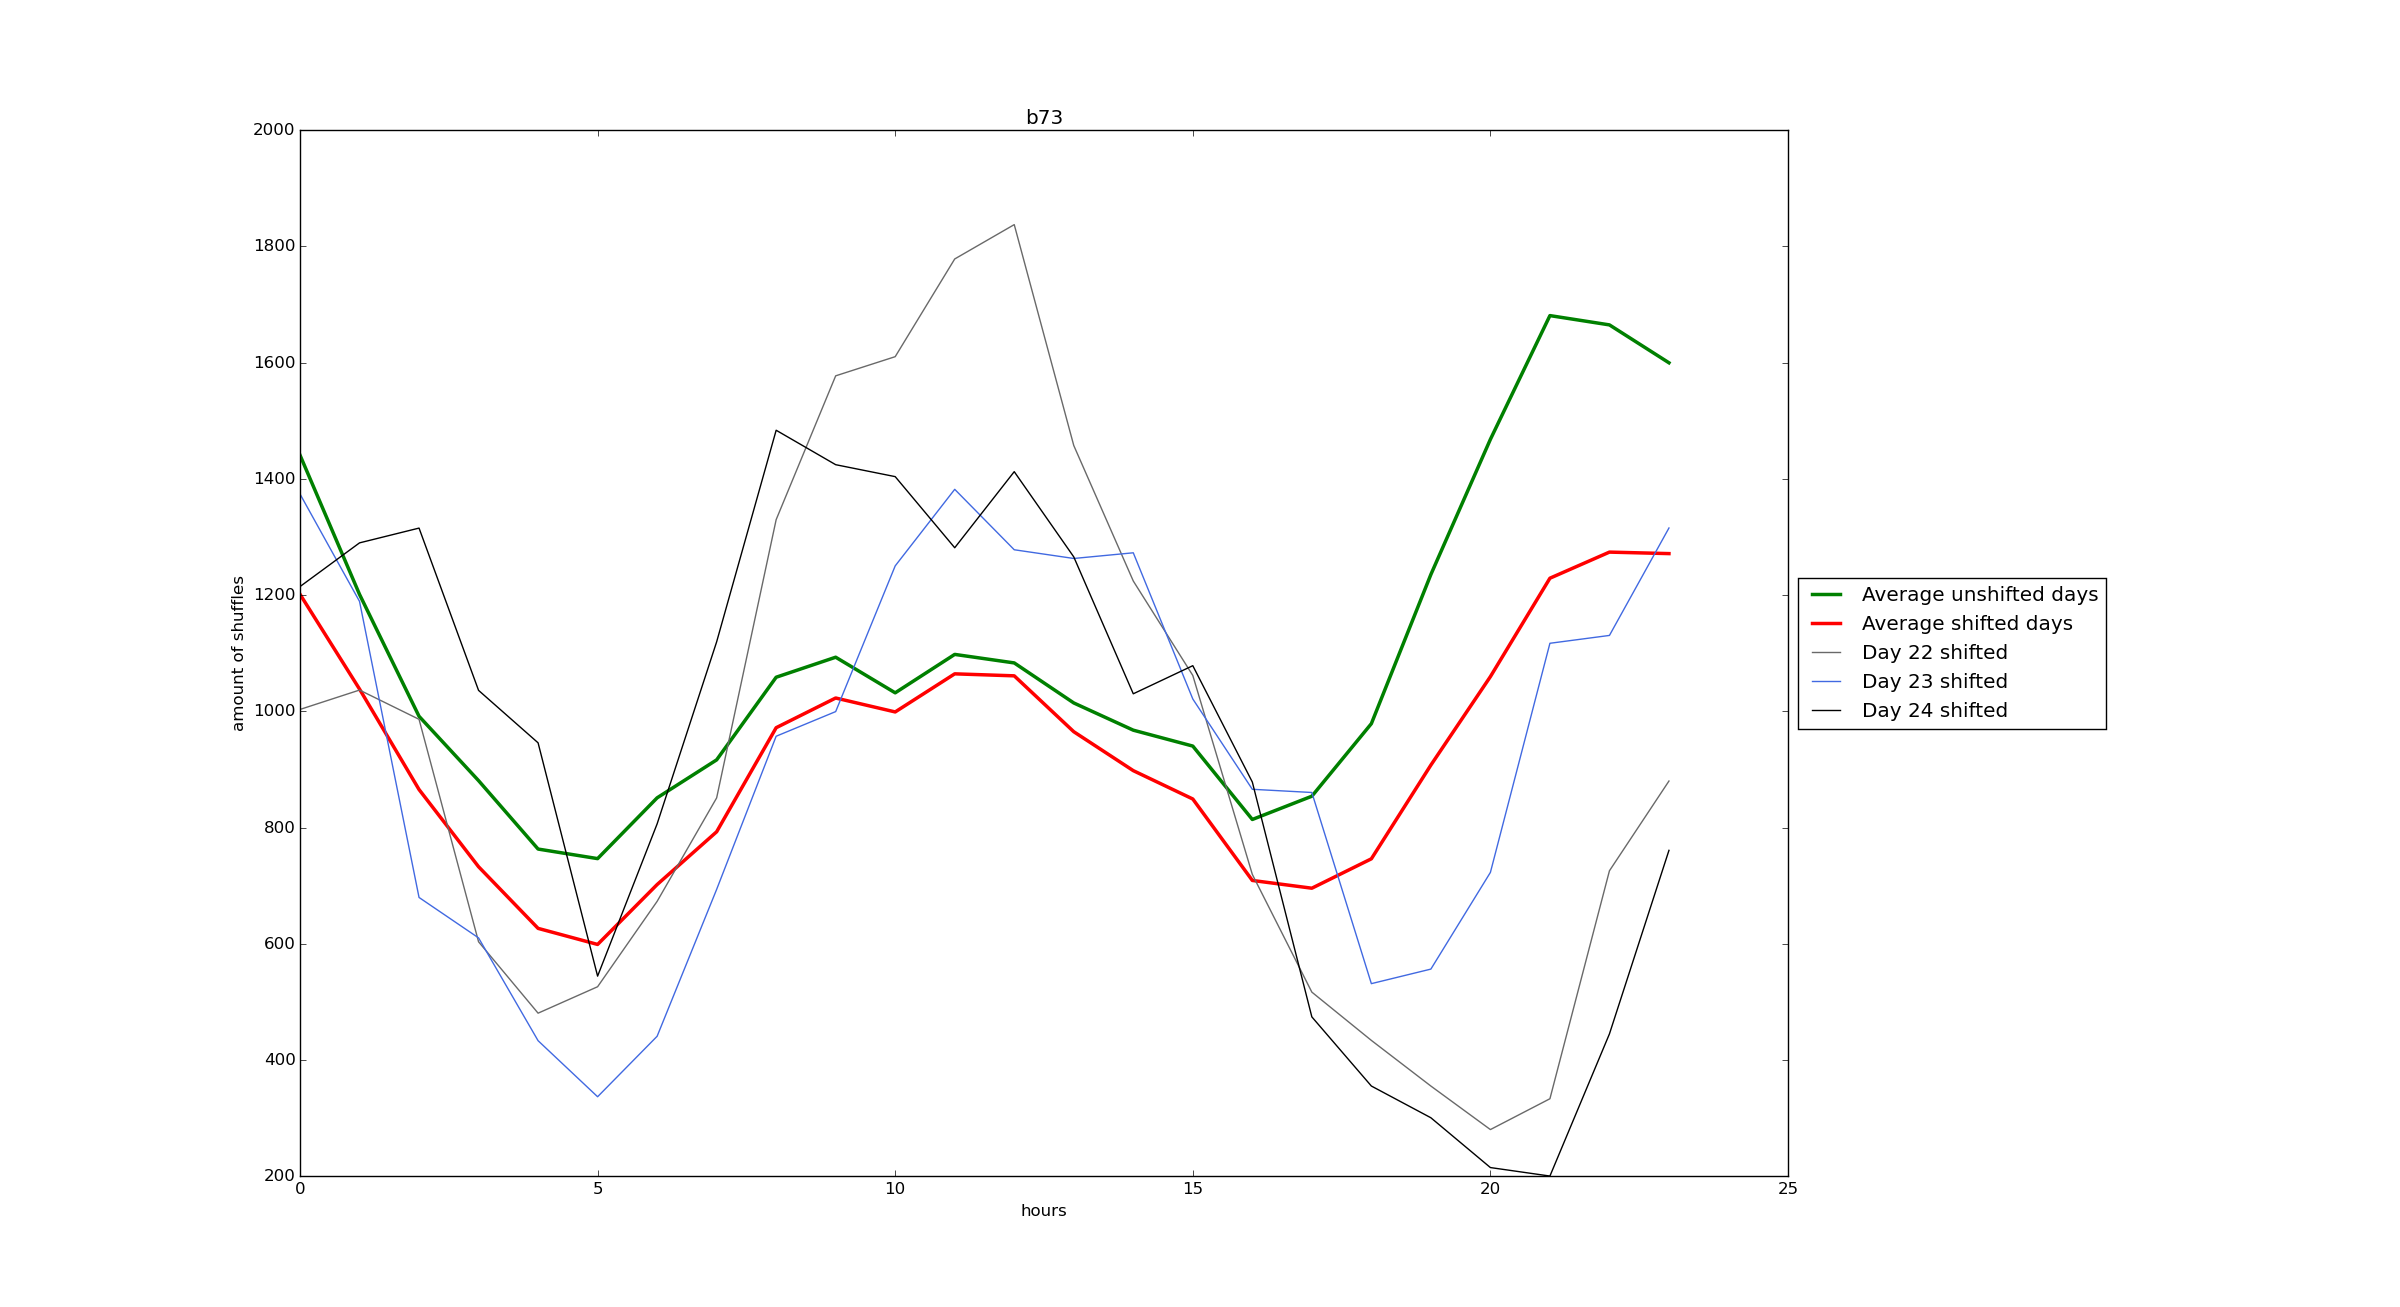 b73
2000
1800
1600
1400
1200
1000
800
600
400
200
amount of shuffles
0 5 10 15 20 25
hours
Average unshifted days
Average shifted days
Day 22 shifted
Day 23 shifted
Day 24 shifted